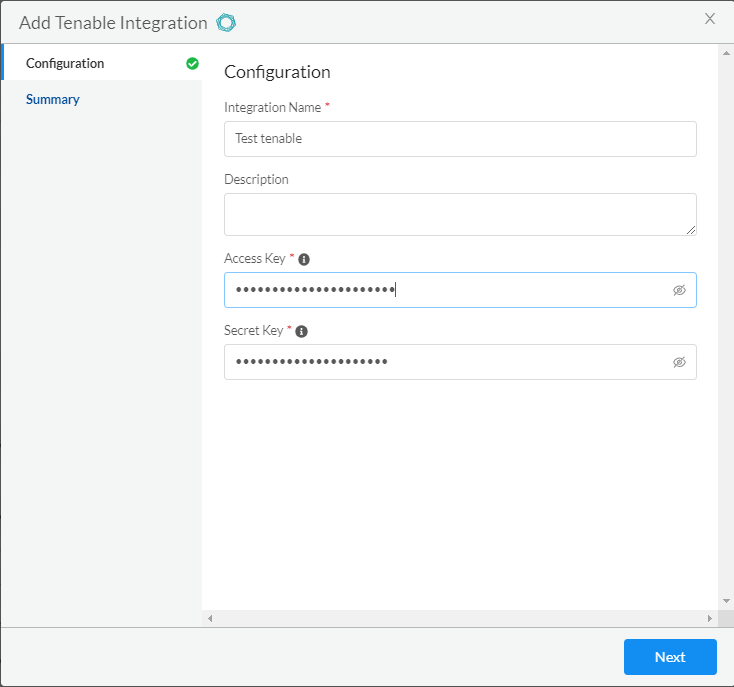 Add Tenable Integration
X
Configuration
Summary
Configuration
Integration Name *
Test tenable
Description
Access Key *
••••••••••••••••••••••
Secret Key *
•••••••••••••••••••••
Next